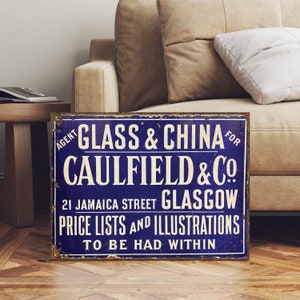 AGENT GLASS & CHINA FOR
CAULFIELD & CO.
21 JAMAICA STREET GLASGOW
PRICE LISTS AND ILLUSTRATIONS
TO BE HAD WITHIN